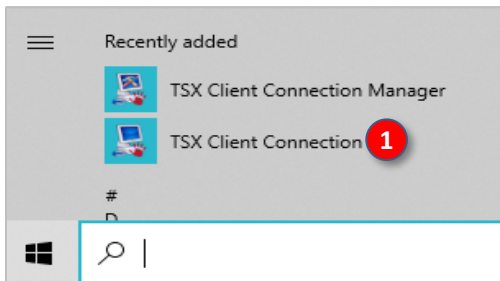 Recently added
TSX Client Connection Manager
TSX Client Connection 1
#